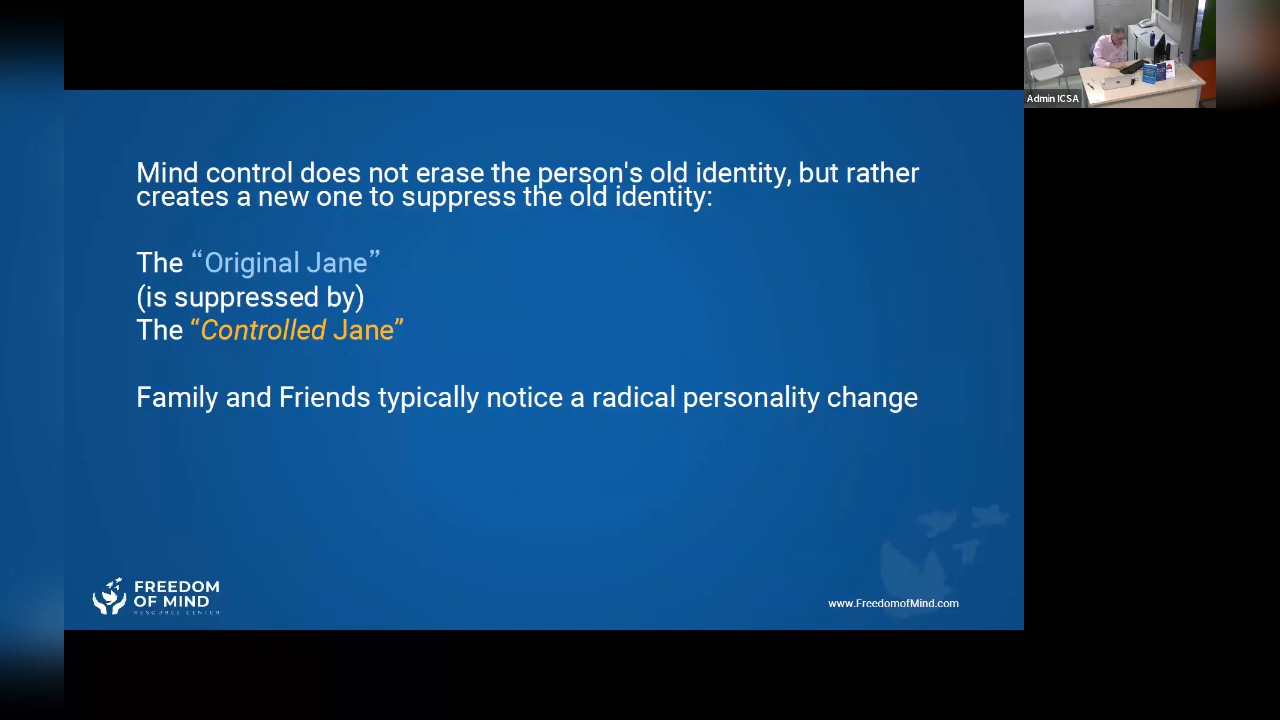 Admin ICSA
Mind control does not erase the person's old identity, but rather
creates a new one to suppress the old identity:
The “Original Jane”
(is suppressed by)
The “Controlled Jane”
Family and Friends typically notice a radical personality change
FREEDOM
OF MIND
RESOURCE CENTER
www.FreedomofMind.com